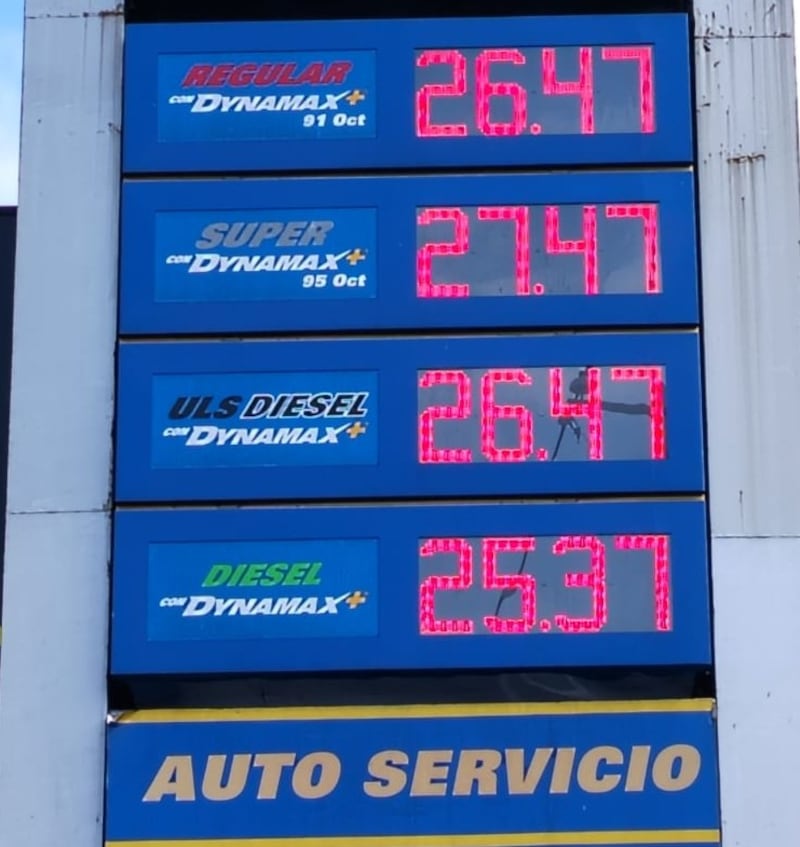 REGULAR 26.47
CON DYNAMAX+
91 Oct
SUPER 27.47
CON DYNAMAX+
95 Oct
ULS DIESEL 26.47
CON DYNAMAX+
DIESEL 25.37
CON DYNAMAX+
AUTO SERVICIO